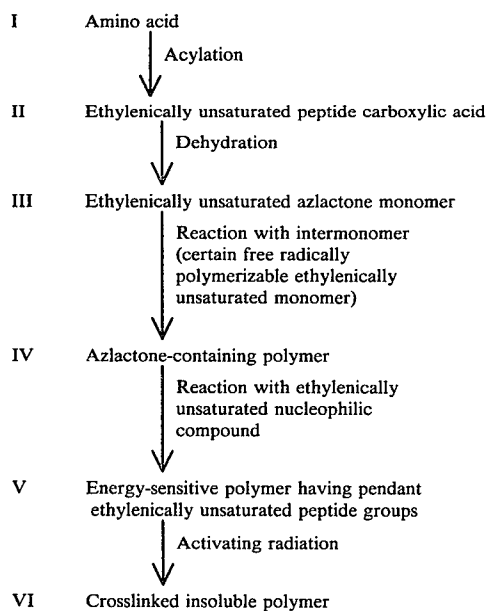 I Amino acid
Acylation
II Ethylenically unsaturated peptide carboxylic acid
Dehydration
III Ethylenically unsaturated azlactone monomer
Reaction with intermonomer
(certain free radically
polymerizable ethylenically
unsaturated monomer)
IV Azlactone-containing polymer
Reaction with ethylenically
unsaturated nucleophilic
compound
V Energy-sensitive polymer having pendant
ethylenically unsaturated peptide groups
Activating radiation
VI Crosslinked insoluble polymer